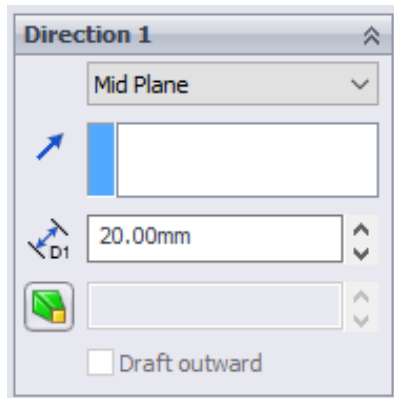 Direction 1
Mid Plane
D1
20.00mm
Draft outward